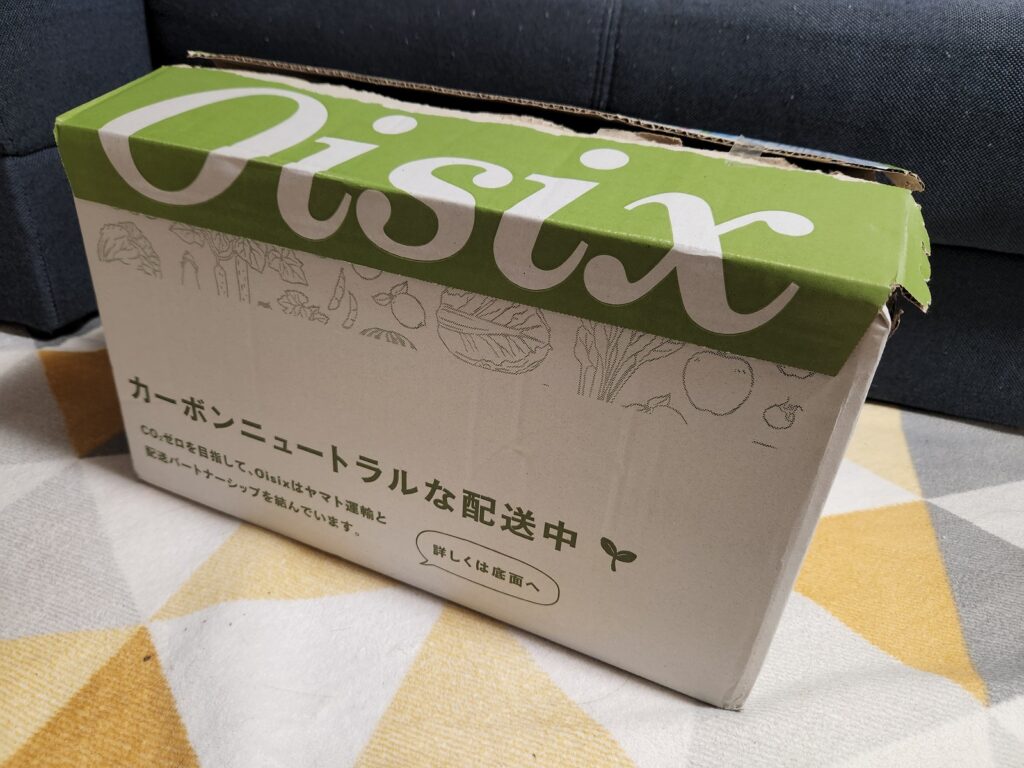 Oisix
カーボンニュートラルな配送中
CO₂ゼロを目指して、Oisixはヤマト運輸と
配送パートナーシップを結んでいます。
詳しくは底面へ